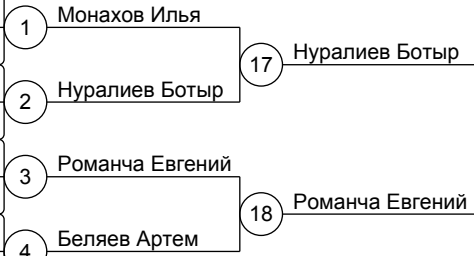 1 Монахов Илья
17 Нуралиев Ботыр
2 Нуралиев Ботыр
3 Романча Евгений
18 Романча Евгений
4 Беляев Артем